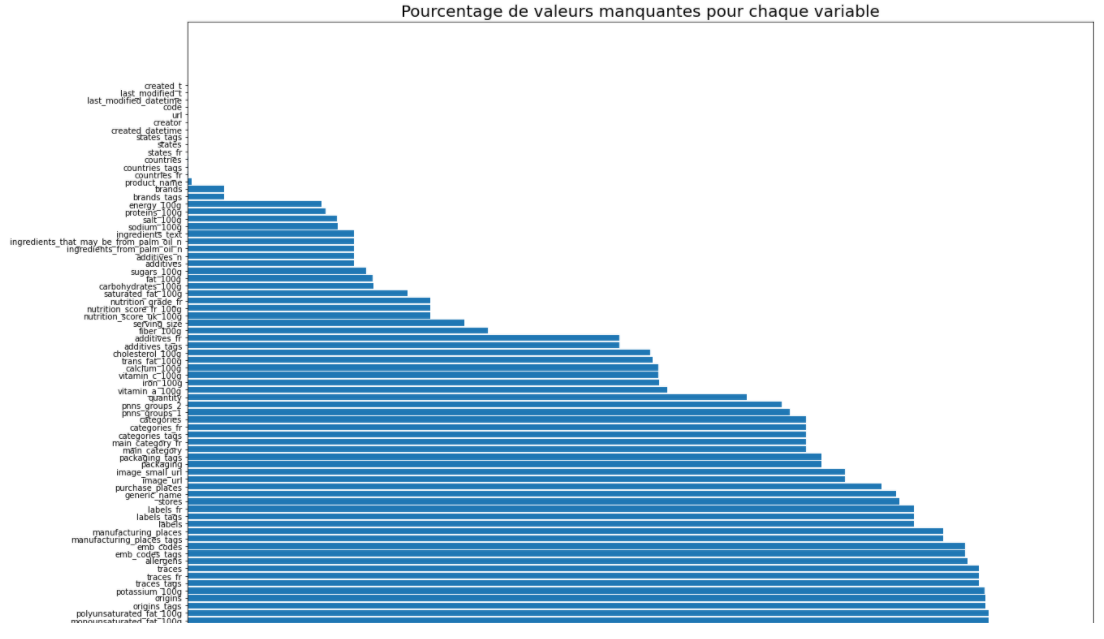 Pourcentage de valeurs manquantes pour chaque variable
created_t
last_modified_t
last_modified_datetime
code
url
creator
created_datetime
states_tags
states
states_fr
countries
countries_tags
countries_fr
product_name
brands
brands_tags
energy_100g
proteins_100g
salt_100g
sodium_100g
ingredients_text
ingredients_that_may_be_from_palm_oil_n
ingredients_from_palm_oil_n
additives_n
additives
sugars_100g
fat_100g
carbohydrates_100g
saturated_fat_100g
nutrition_grade_fr
nutrition_score_fr_100g
nutrition_score_uk_100g
serving_size
fiber_100g
additives_fr
additives_tags
cholesterol_100g
trans_fat_100g
calcium_100g
vitamin_c_100g
iron_100g
vitamin_a_100g
quantity
pnns_groups_2
pnns_groups_1
categories
categories_fr
categories_tags
main_category_fr
main_category
packaging_tags
packaging
image_small_url
image_url
purchase_places
generic_name
stores
labels_fr
labels_tags
labels
manufacturing_places
manufacturing_places_tags
emb_codes
emb_codes_tags
allergens
traces
traces_fr
traces_tags
potassium_100g
origins
origins_tags
polyunsaturated_fat_100g
monounsaturated_fat_100g